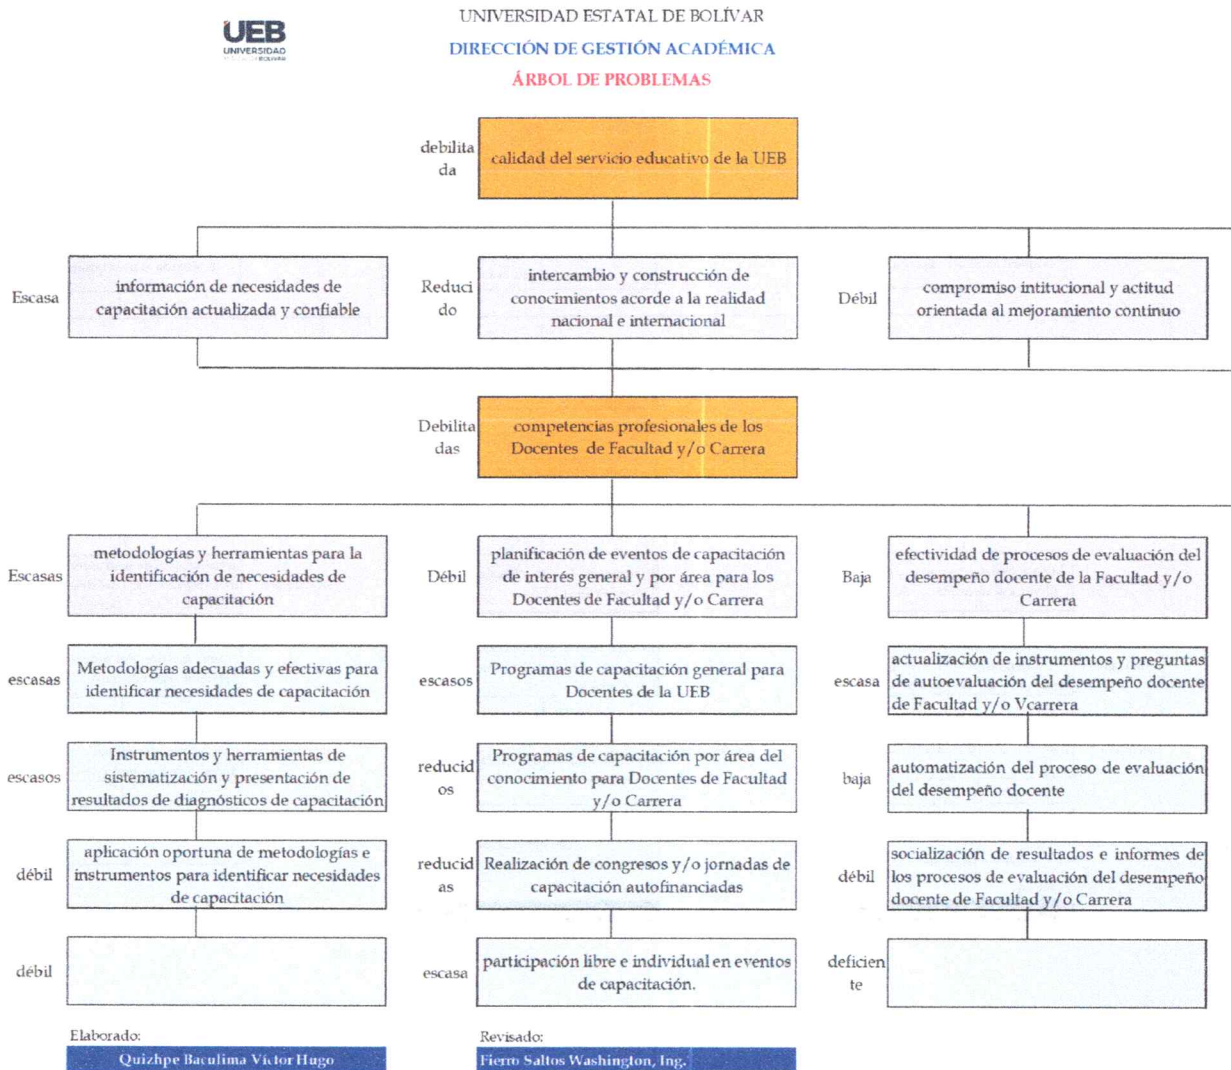 UEB
UNIVERSIDAD
UNIVERSIDAD ESTATAL DE BOLÍVAR
DIRECCIÓN DE GESTIÓN ACADÉMICA
ÁRBOL DE PROBLEMAS
debilita
da
calidad del servicio educativo de la UEB
Escasa
información de necesidades de
capacitación actualizada y confiable
Reduci
do
intercambio y construcción de
conocimientos acorde a la realidad
nacional e internacional
Débil
compromiso intitucional y actitud
orientada al mejoramiento continuo
Debilita
das
competencias profesionales de los
Docentes de Facultad y/o Carrera
Escasas
metodologías y herramientas para la
identificación de necesidades de
capacitación
Débil
planificación de eventos de capacitación
de interés general y por área para los
Docentes de Facultad y/o Carrera
Baja
efectividad de procesos de evaluación del
desempeño docente de la Facultad y/o
Carrera
escasas
Metodologías adecuadas y efectivas para
identificar necesidades de capacitación
escasos
Programas de capacitación general para
Docentes de la UEB
escasa
actualización de instrumentos y preguntas
de autoevaluación del desempeño docente
de Facultad y/o Vcarrera
escasos
Instrumentos y herramientas de
sistematización y presentación de
resultados de diagnósticos de capacitación
reducid
os
Programas de capacitación por área del
conocimiento para Docentes de Facultad
y/o Carrera
baja
automatización del proceso de evaluación
del desempeño docente
débil
aplicación oportuna de metodologías e
instrumentos para identificar necesidades
de capacitación
reducid
as
Realización de congresos y/o jornadas de
capacitación autofinanciadas
débil
socialización de resultados e informes de
los procesos de evaluación del desempeño
docente de Facultad y/o Carrera
débil
escasa
participación libre e individual en eventos
de capacitación.
deficien
te
Elaborado:
Quizhpe Baculima Víctor Hugo
Revisado:
Fierro Saltos Washington, Ing.